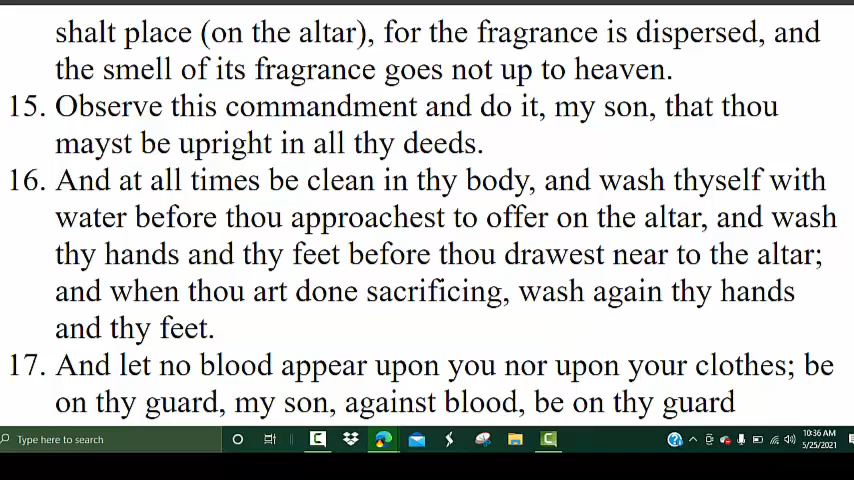 shalt place (on the altar), for the fragrance is dispersed, and
the smell of its fragrance goes not up to heaven.
15. Observe this commandment and do it, my son, that thou
mayst be upright in all thy deeds.
16. And at all times be clean in thy body, and wash thyself with
water before thou approachest to offer on the altar, and wash
thy hands and thy feet before thou drawest near to the altar;
and when thou art done sacrificing, wash again thy hands
and thy feet.
17. And let no blood appear upon you nor upon your clothes; be
on thy guard, my son, against blood, be on thy guard
Type here to search
10:36 AM
5/25/2021